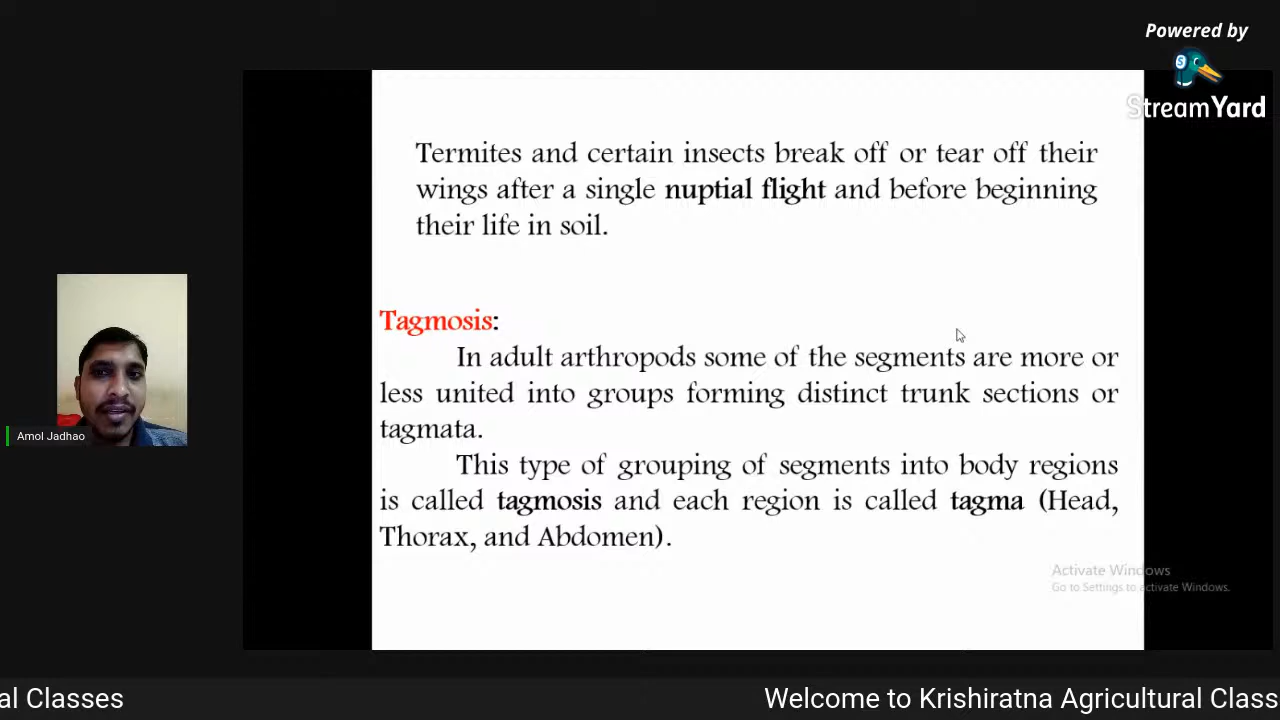 Powered by
StreamYard
Termites and certain insects break off or tear off their
wings after a single nuptial flight and before beginning
their life in soil.
Tagmosis:
In adult arthropods some of the segments are more or
less united into groups forming distinct trunk sections or
tagmata.
This type of grouping of segments into body regions
is called tagmosis and each region is called tagma (Head,
Thorax, and Abdomen).
Amol Jadhao
Activate Windows
Go to Settings to activate Windows.
al Classes
Welcome to Krishiratna Agricultural Class